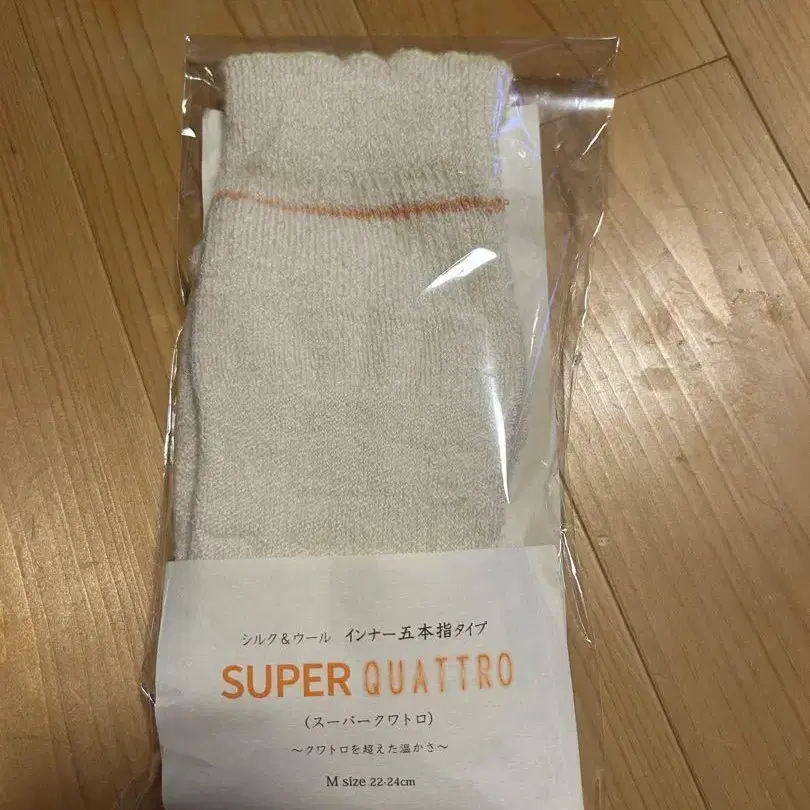 シルク＆ウール インナー五本指タイプ
SUPER QUATTRO
(スーパークワトロ)
～クワトロを超えた温かさ～
M size 22-24cm